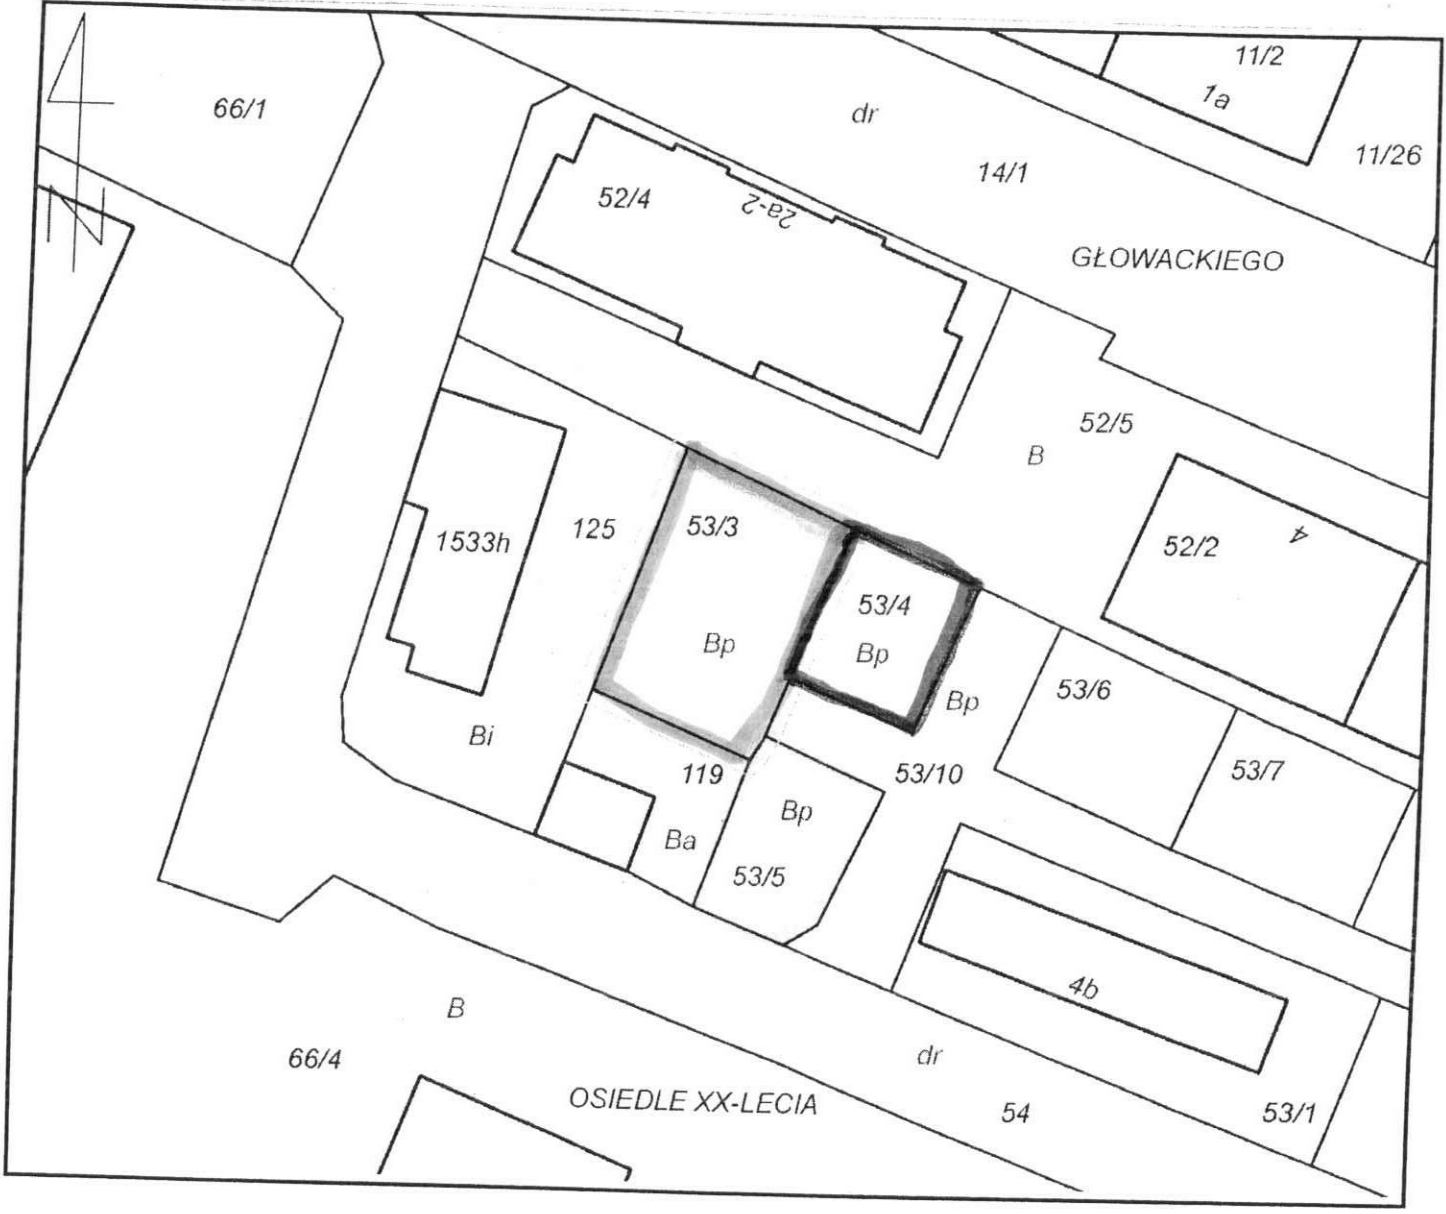 11/2
1a
66/1
dr
11/26
14/1
52/4
2a-2
GŁOWACKIEGO
N
52/5
B
4
52/2
53/3
125
1533h
53/4
Bp
Bp
Bp
53/6
Bi
53/7
119
53/10
Bp
Ba
53/5
4b
B
dr
66/4
OSIEDLE XX-LECIA
54
53/1